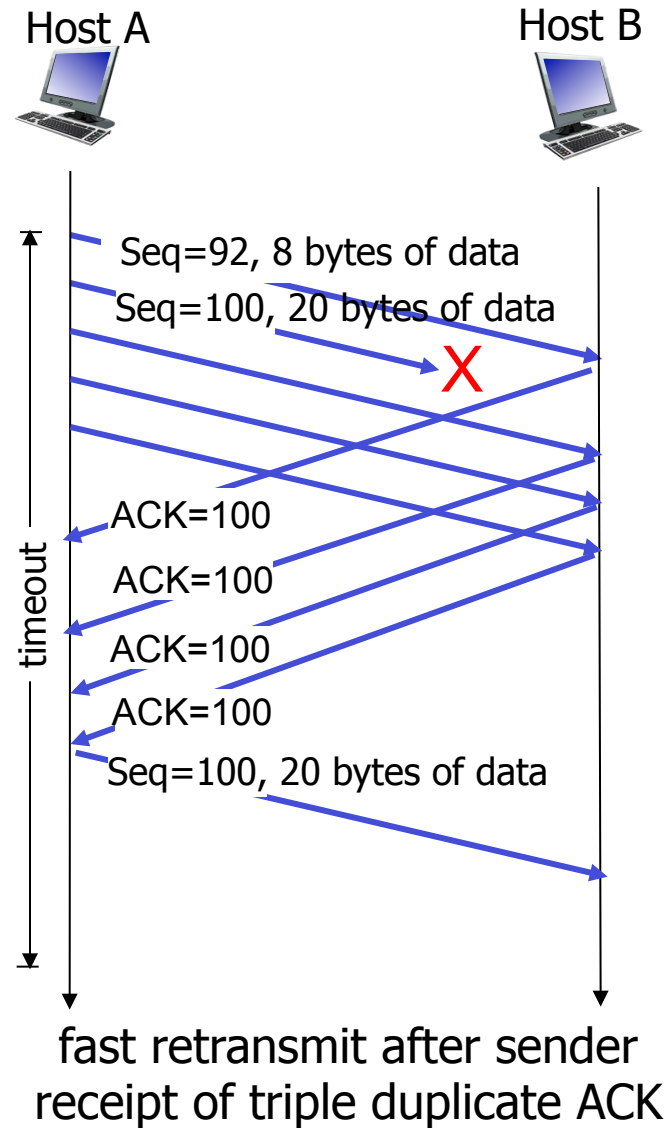 Host A
Host B
Seq=92, 8 bytes of data
Seq=100, 20 bytes of data
X
ACK=100
ACK=100
timeout
ACK=100
ACK=100
Seq=100, 20 bytes of data
fast retransmit after sender
receipt of triple duplicate ACK